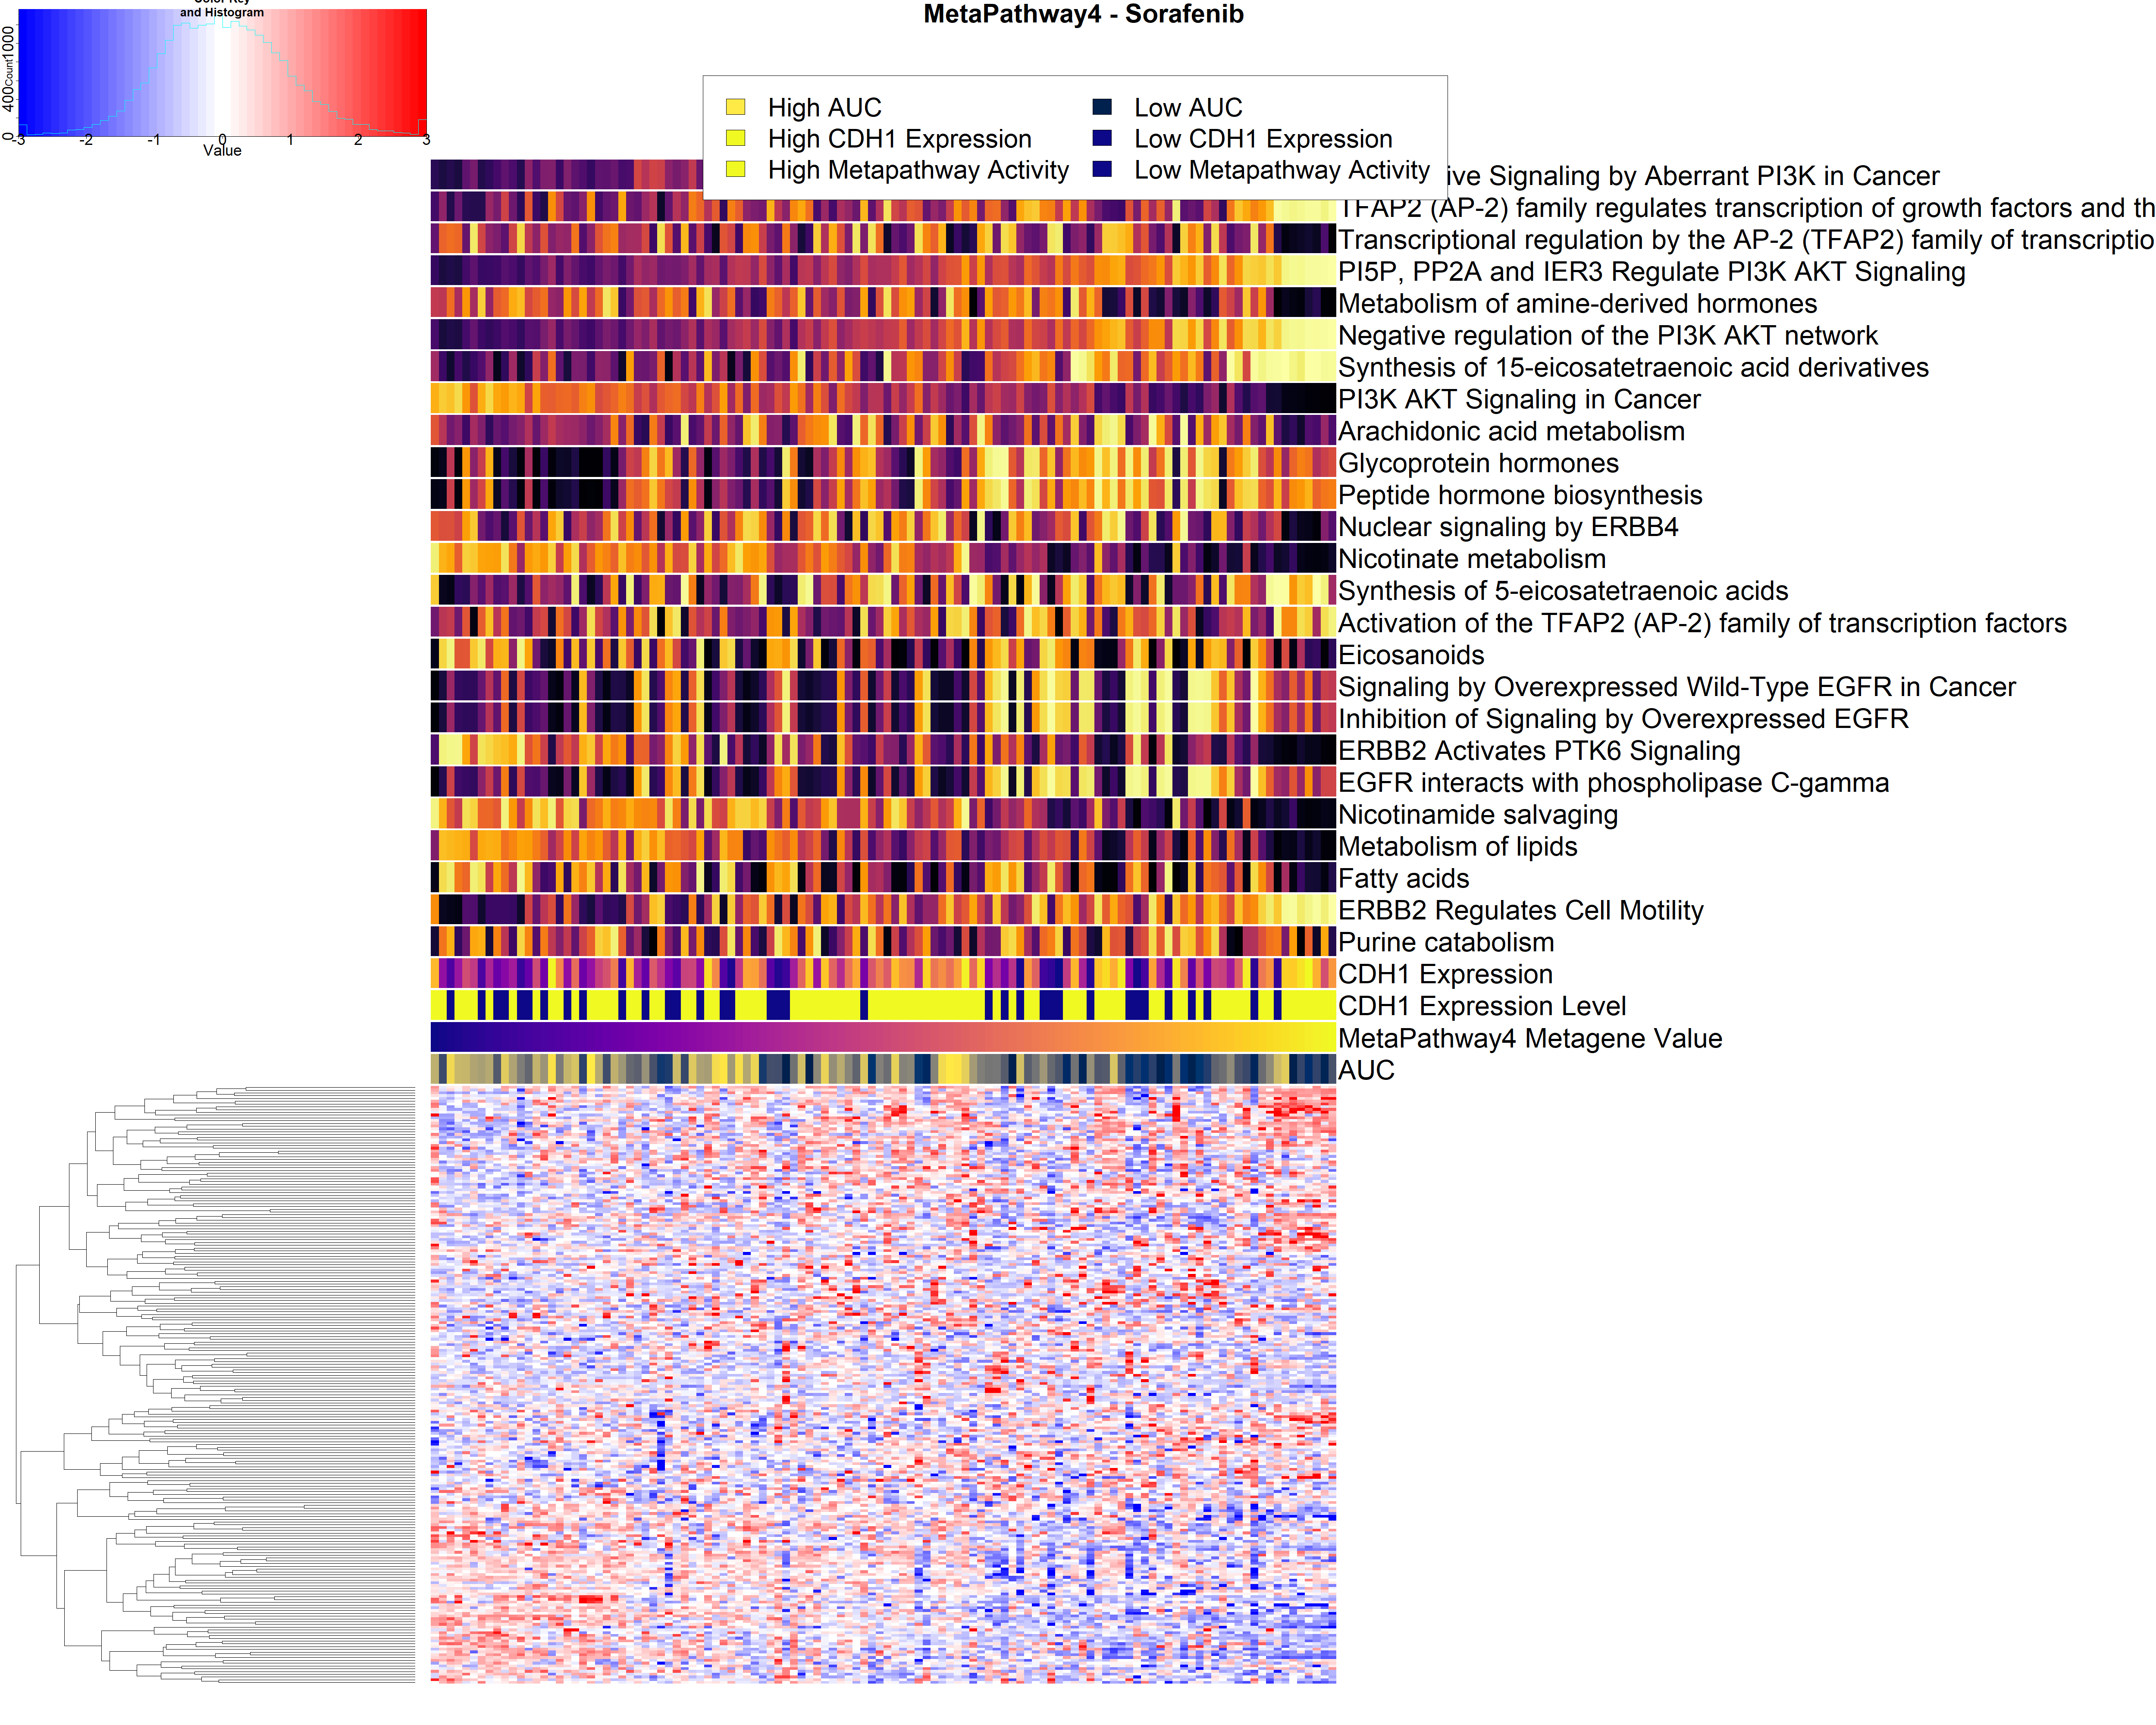 MetaPathway4 - Sorafenib
Color Key
and Histogram
Count
0 400 1000
-3 -2 -1 0 1 2 3
Value
High AUC Low AUC
High CDH1 Expression Low CDH1 Expression
High Metapathway Activity Low Metapathway Activity
ive Signaling by Aberrant PI3K in Cancer
TFAP2 (AP-2) family regulates transcription of growth factors and th
Transcriptional regulation by the AP-2 (TFAP2) family of transcriptio
PI5P, PP2A and IER3 Regulate PI3K AKT Signaling
Metabolism of amine-derived hormones
Negative regulation of the PI3K AKT network
Synthesis of 15-eicosatetraenoic acid derivatives
PI3K AKT Signaling in Cancer
Arachidonic acid metabolism
Glycoprotein hormones
Peptide hormone biosynthesis
Nuclear signaling by ERBB4
Nicotinate metabolism
Synthesis of 5-eicosatetraenoic acids
Activation of the TFAP2 (AP-2) family of transcription factors
Eicosanoids
Signaling by Overexpressed Wild-Type EGFR in Cancer
Inhibition of Signaling by Overexpressed EGFR
ERBB2 Activates PTK6 Signaling
EGFR interacts with phospholipase C-gamma
Nicotinamide salvaging
Metabolism of lipids
Fatty acids
ERBB2 Regulates Cell Motility
Purine catabolism
CDH1 Expression
CDH1 Expression Level
MetaPathway4 Metagene Value
AUC